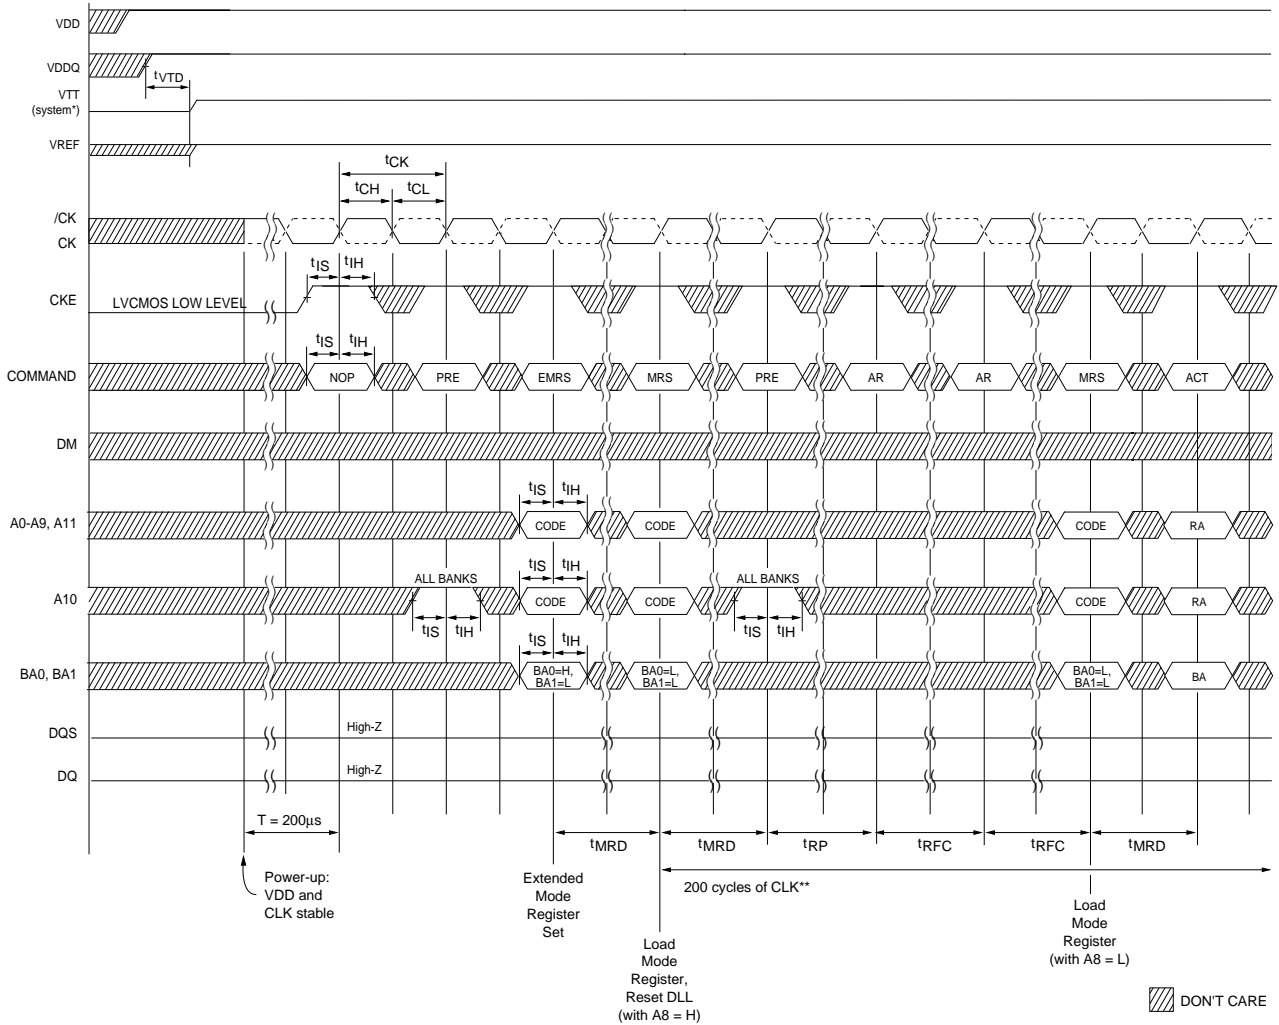 VDD
VDDQ
tVTD
VTT
(system*)
VREF
tCK
tCH tCL
/CK
CK
tIS tIH
CKE LVCMOS LOW LEVEL
tIS tIH
COMMAND NOP PRE EMRS MRS PRE AR AR MRS ACT
DM
tIS tIH
A0-A9, A11 CODE CODE CODE RA
ALL BANKS tIS tIH ALL BANKS
A10 CODE CODE CODE RA
tIS tIH tIS tIH
tIS tIH
BA0, BA1 BA0=H, BA0=L, BA0=L, BA
BA1=L BA1=L BA1=L
DQS High-Z
DQ High-Z
T = 200µs
tMRD tMRD tRP tRFC tRFC tMRD
Power-up:
VDD and
CLK stable
Extended
Mode
Register
Set
200 cycles of CLK**
Load
Mode
Register,
Reset DLL
(with A8 = H)
Load
Mode
Register
(with A8 = L)
DON'T CARE